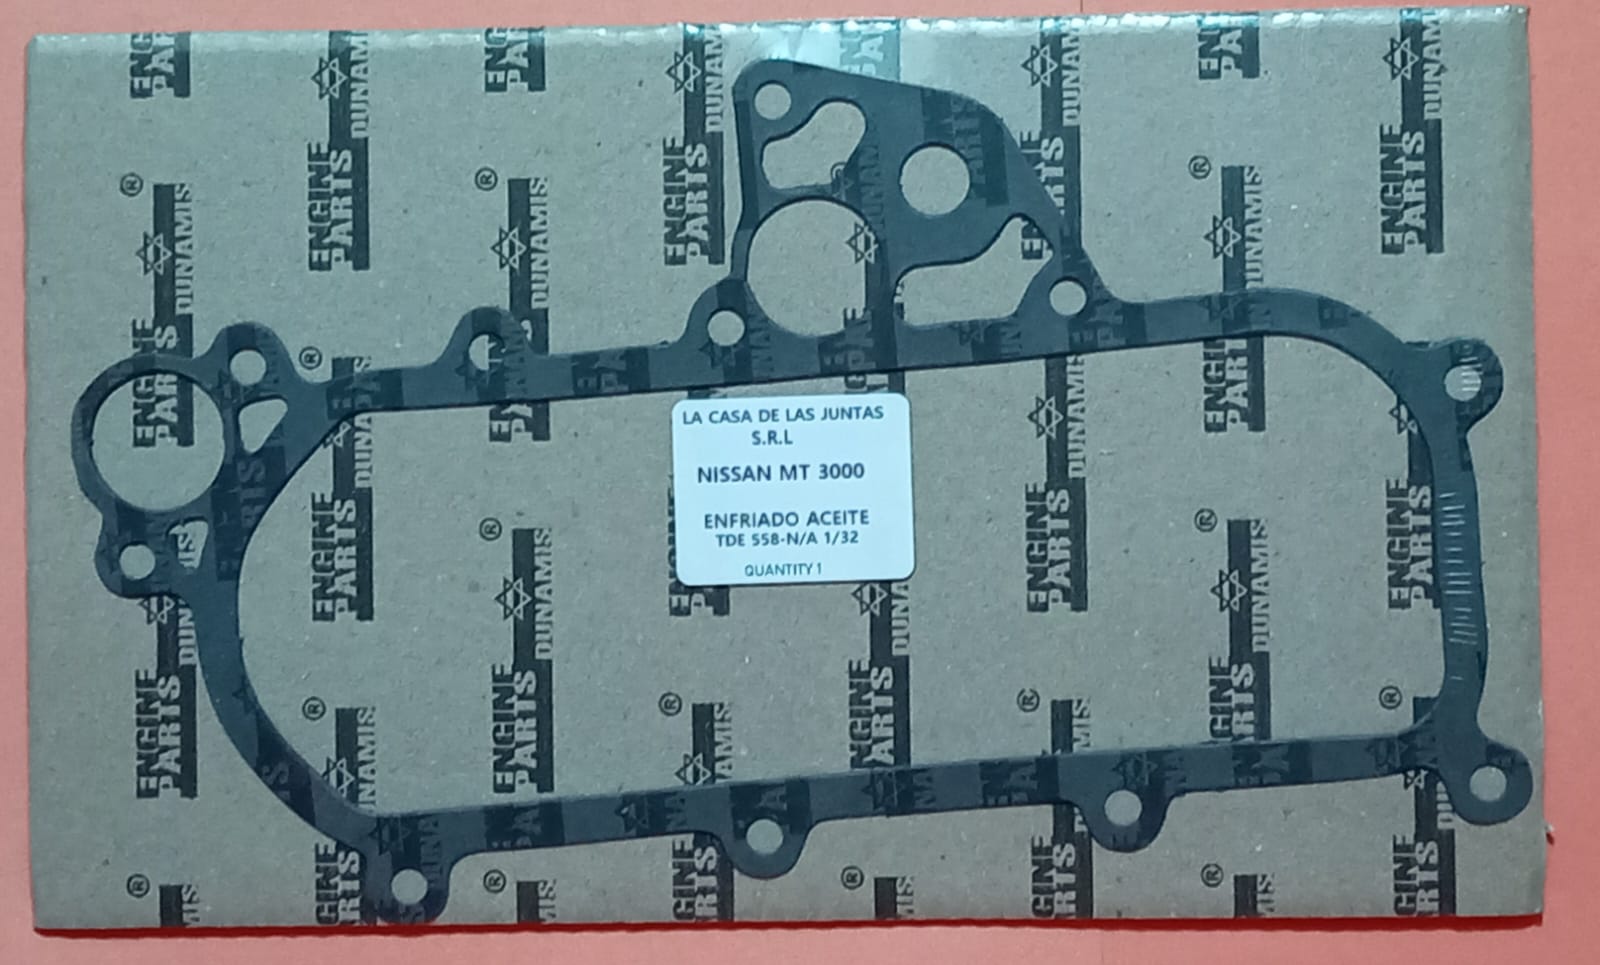 LA CASA DE LAS JUNTAS
S.R.L
NISSAN MT 3000
ENFRIADO ACEITE
TDE 558-N/A 1/32
QUANTITY 1
ENGINE
PARTS
DUNAMIS
®